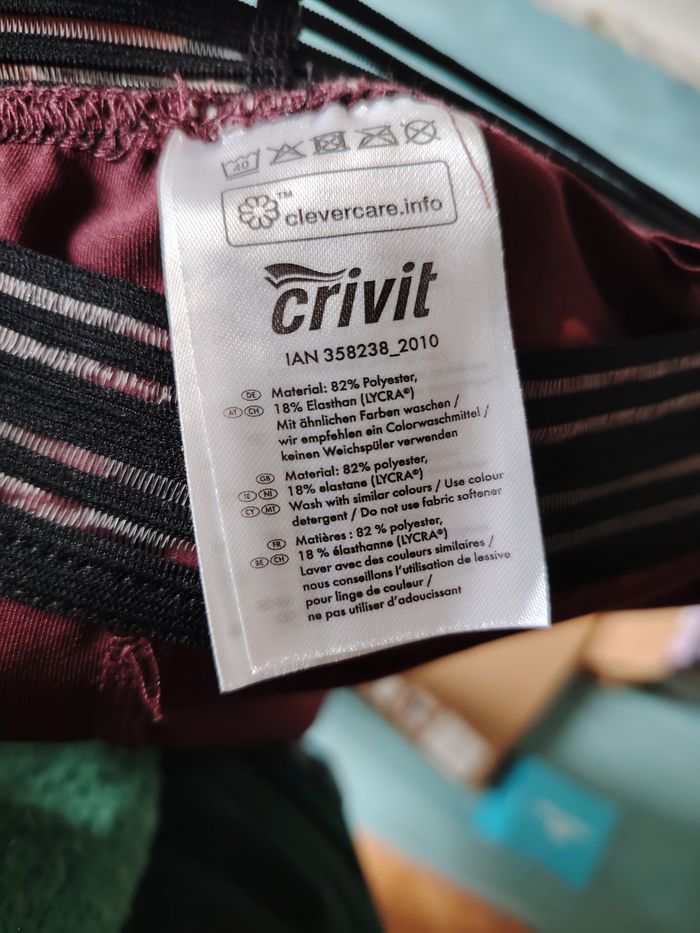 40
TM
clevercare.info
crivit
IAN 358238_2010
DE Material: 82% Polyester,
AT CH 18% Elasthan (LYCRA®)
Mit ähnlichen Farben waschen /
wir empfehlen ein Colorwaschmittel /
keinen Weichspüler verwenden
GB Material: 82% polyester,
IE NI 18% elastane (LYCRA®)
CY MT Wash with similar colours / Use colour
detergent / Do not use fabric softener
FR Matières : 82 % polyester,
BE CH 18 % élasthanne (LYCRA®)
Laver avec des couleurs similaires /
nous conseillons l'utilisation de lessive
pour linge de couleur /
ne pas utiliser d'adoucissant